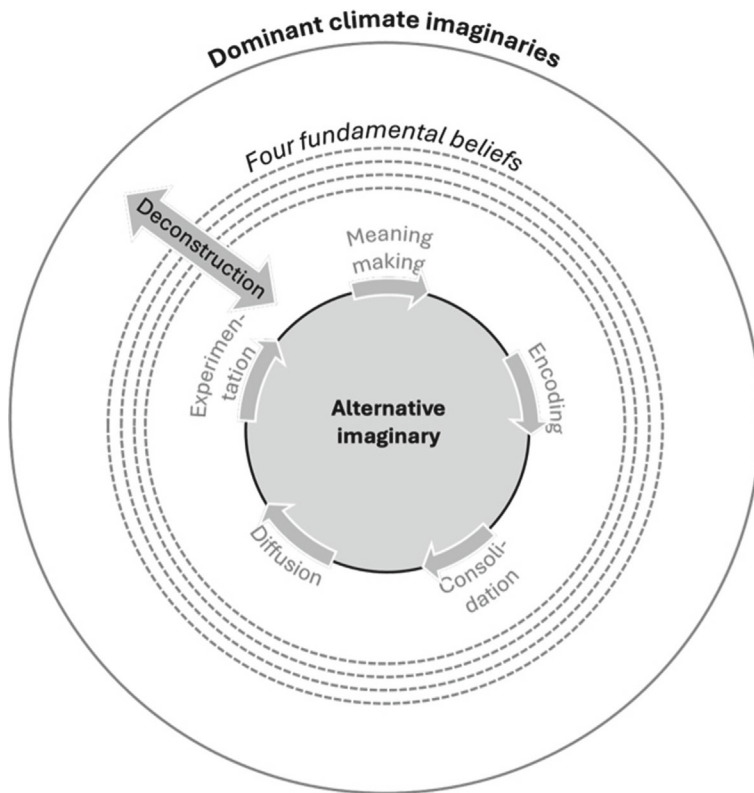 Dominant climate imaginaries
Four fundamental beliefs
Deconstruction
Meaning
making
Experimen-
tation
Encoding
Alternative
imaginary
Diffusion
Consoli-
dation